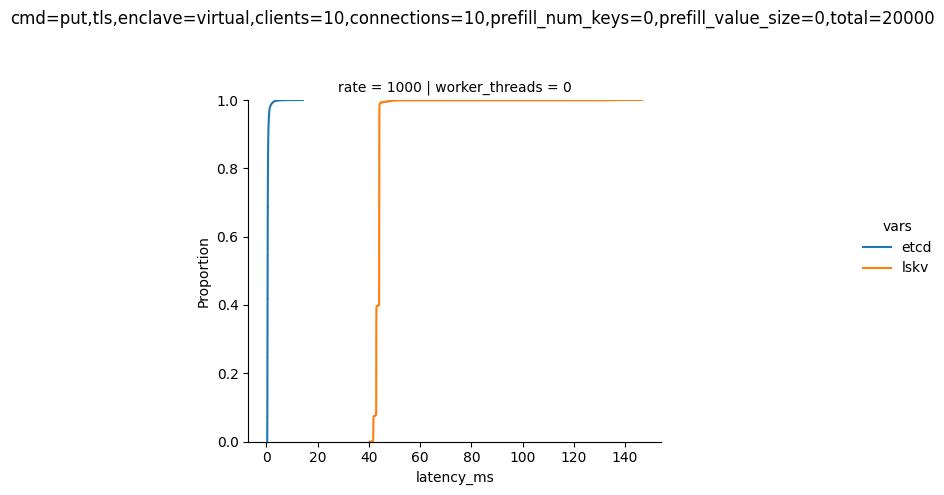 cmd=put,tls,enclave=virtual,clients=10,connections=10,prefill_num_keys=0,prefill_value_size=0,total=20000
rate = 1000 | worker_threads = 0
1.0
0.8
0.6
0.4
0.2
0.0
Proportion
0 20 40 60 80 100 120 140
latency_ms
vars
etcd
lskv